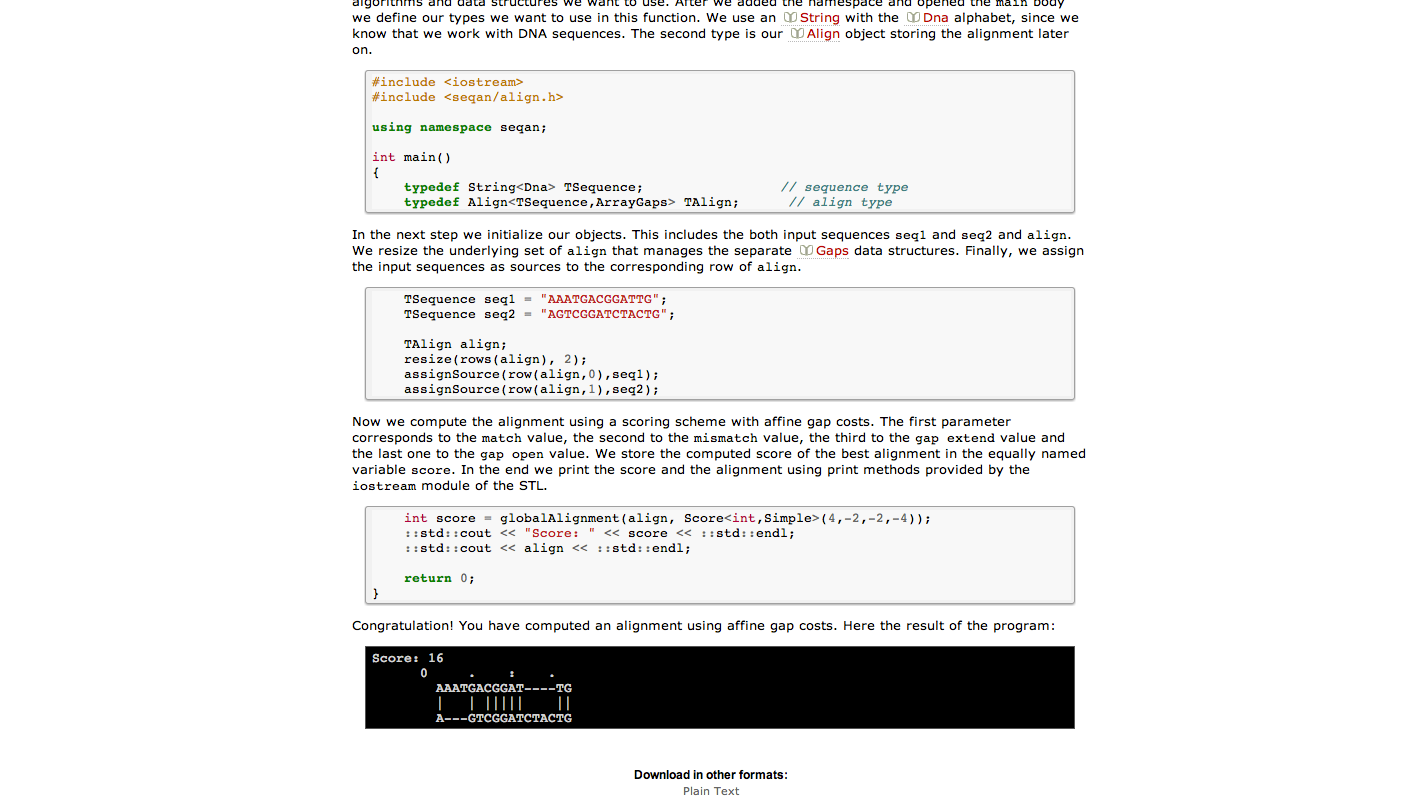 algorithms and data structures we want to use. After we added the namespace and opened the main body
we define our types we want to use in this function. We use an String with the Dna alphabet, since we
know that we work with DNA sequences. The second type is our Align object storing the alignment later
on.
#include <iostream>
#include <seqan/align.h>
using namespace seqan;
int main()
{
    typedef String<Dna> TSequence;                 // sequence type
    typedef Align<TSequence,ArrayGaps> TAlign;      // align type
In the next step we initialize our objects. This includes the both input sequences seq1 and seq2 and align.
We resize the underlying set of align that manages the separate Gaps data structures. Finally, we assign
the input sequences as sources to the corresponding row of align.
    TSequence seq1 = "AAATGACGGATTG";
    TSequence seq2 = "AGTCGGATCTACTG";
    TAlign align;
    resize(rows(align), 2);
    assignSource(row(align,0),seq1);
    assignSource(row(align,1),seq2);
Now we compute the alignment using a scoring scheme with affine gap costs. The first parameter
corresponds to the match value, the second to the mismatch value, the third to the gap extend value and
the last one to the gap open value. We store the computed score of the best alignment in the equally named
variable score. In the end we print the score and the alignment using print methods provided by the
iostream module of the STL.
    int score = globalAlignment(align, Score<int,Simple>(4,-2,-2,-4));
    ::std::cout << "Score: " << score << ::std::endl;
    ::std::cout << align << ::std::endl;
    return 0;
}
Congratulation! You have computed an alignment using affine gap costs. Here the result of the program:
Score: 16
      0     .    :    .
        AAATGACGGAT----TG
        |   | |||||    ||
        A---GTCGGATCTACTG
Download in other formats:
Plain Text